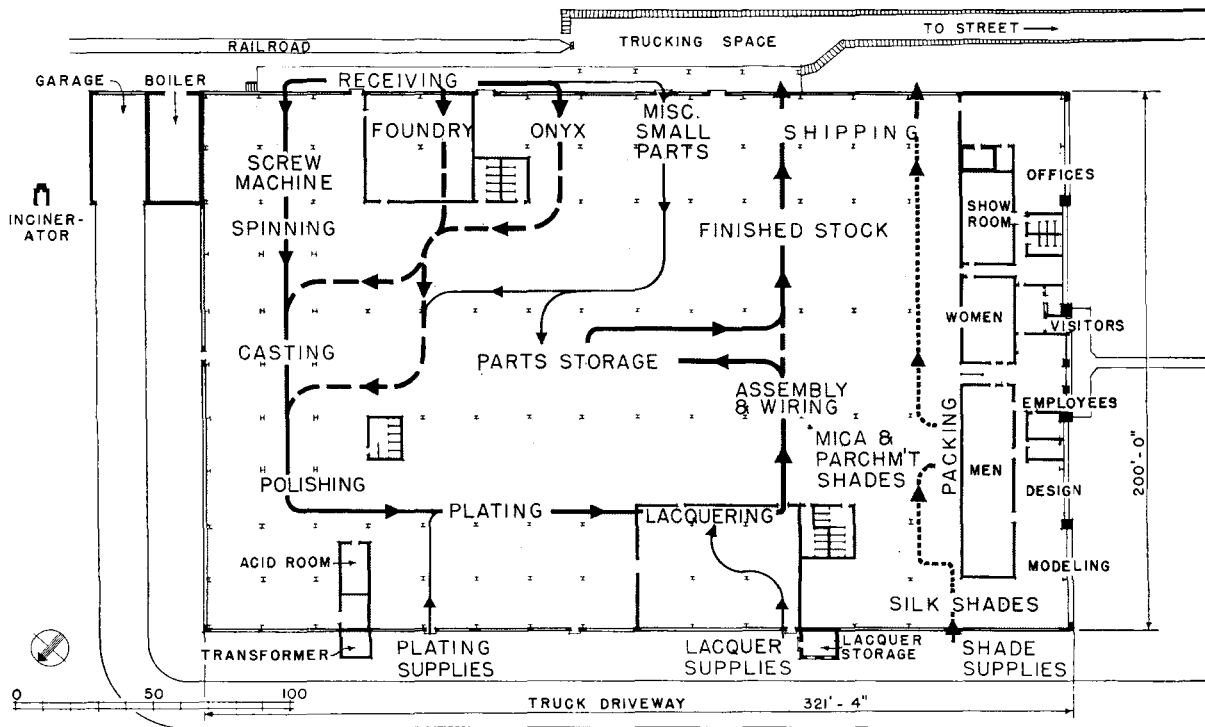 TO STREET
RAILROAD
TRUCKING SPACE
GARAGE
BOILER
RECEIVING
FOUNDRY
ONYX
MISC.
SMALL
PARTS
SHIPPING
SCREW
MACHINE
OFFICES
INCINER-
ATOR
SPINNING
FINISHED STOCK
SHOW
ROOM
WOMEN
VISITORS
CASTING
PARTS STORAGE
ASSEMBLY
& WIRING
EMPLOYEES
MICA &
PARCHM'T
SHADES
PACKING
MEN
200'-0"
POLISHING
PLATING
LACQUERING
DESIGN
ACID ROOM
MODELING
SILK SHADES
TRANSFORMER
PLATING
SUPPLIES
LACQUER
SUPPLIES
LACQUER
STORAGE
SHADE
SUPPLIES
0 50 100
TRUCK DRIVEWAY 321'-4"